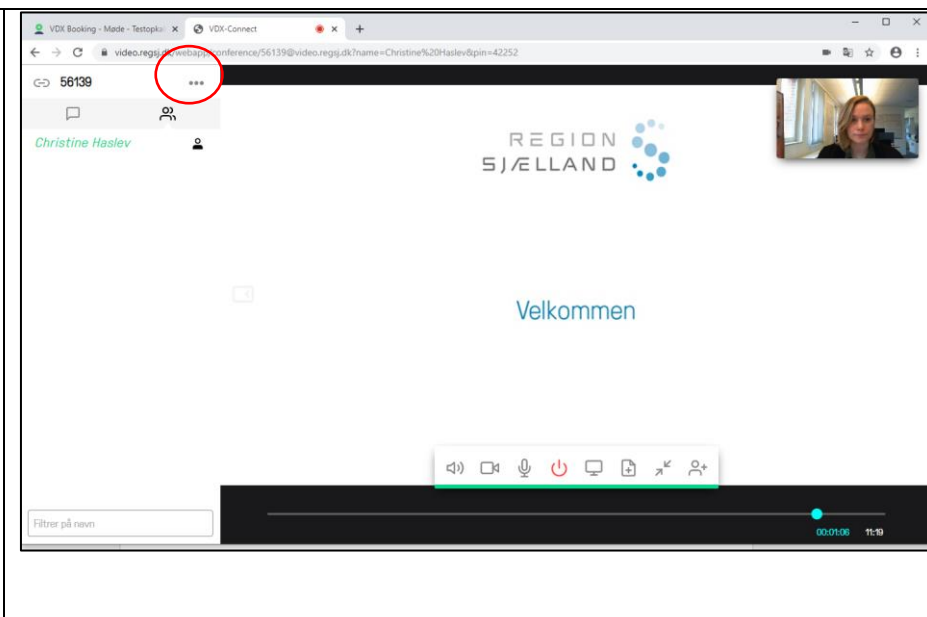 VDX Booking - Møde - Testopkal
VDX-Connect
video.regsj.dk/webapp/conference/56139@video.regsj.dk?name=Christine%20Haslev&pin=42252
56139
Christine Haslev
REGION
SJÆLLAND
Velkommen
Filtrer på navn
00:01:06 11:19